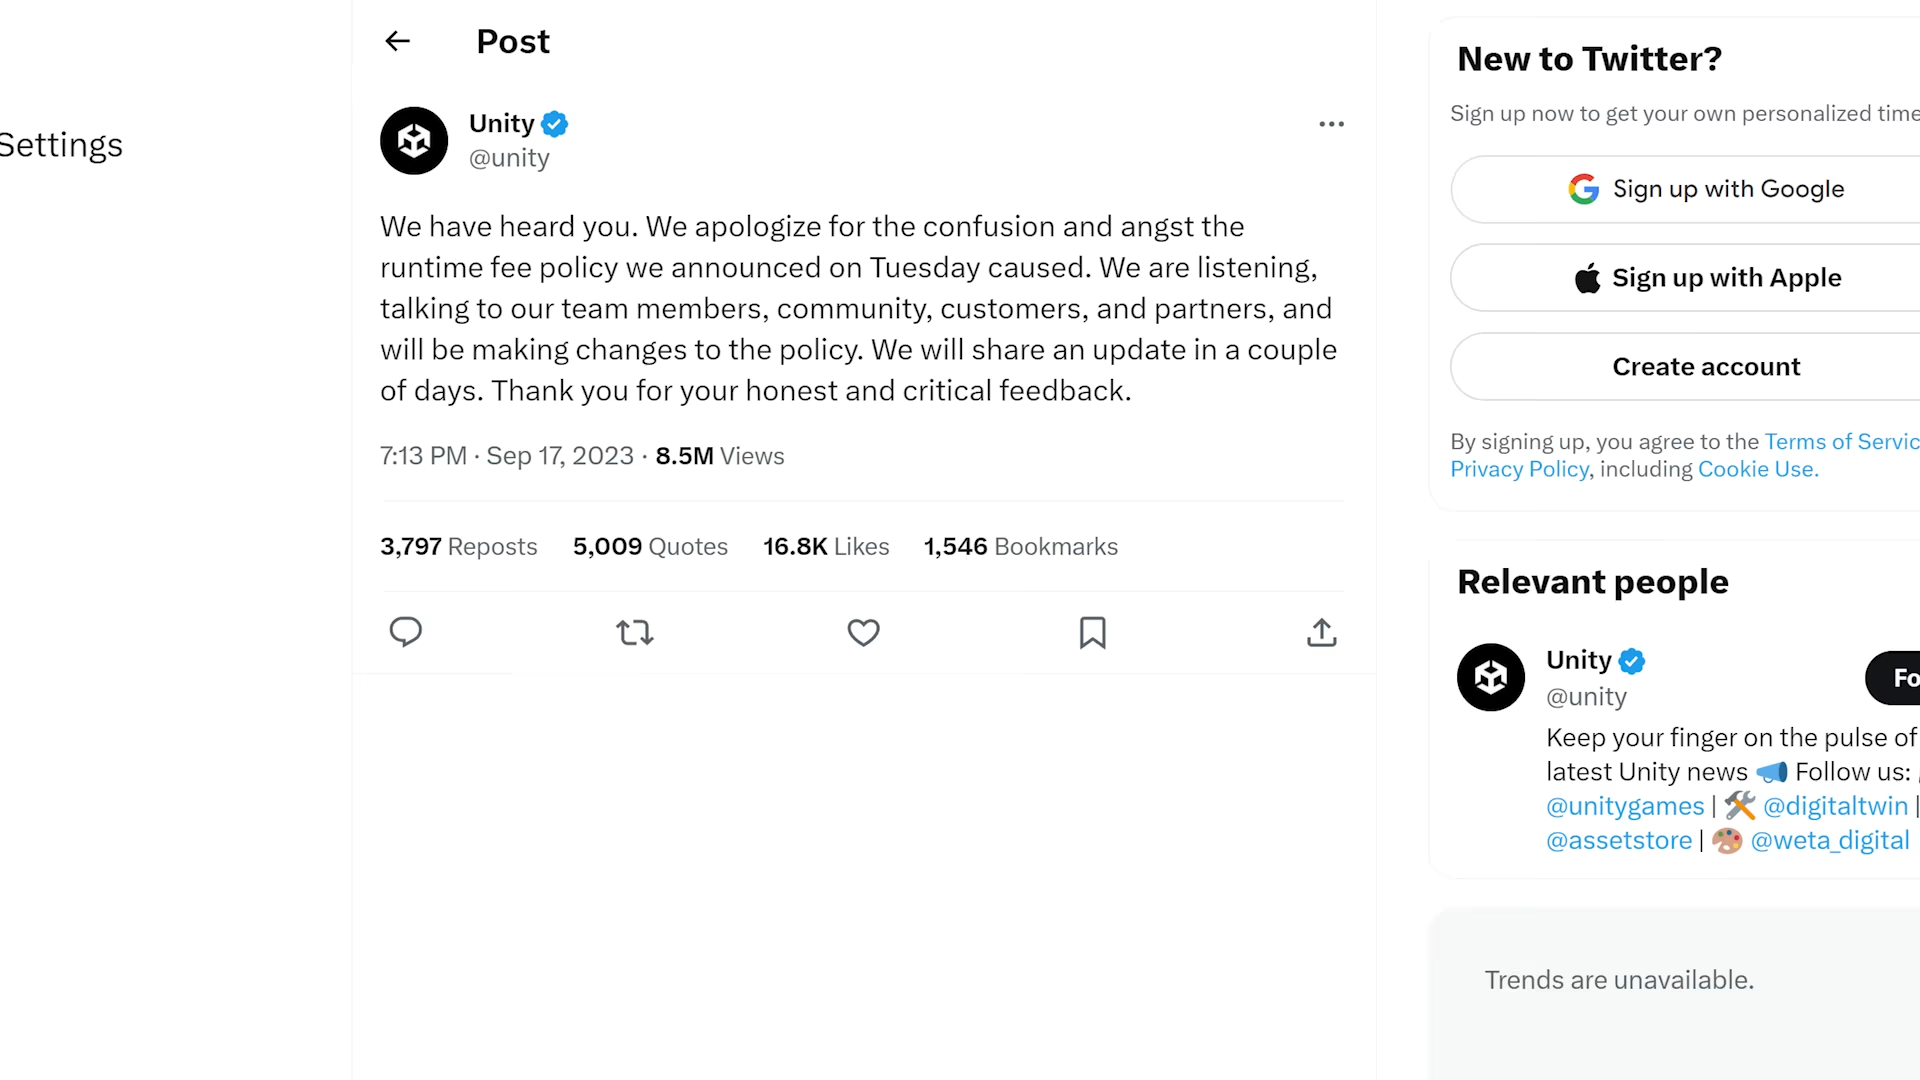 Settings
Post
Unity
@unity
We have heard you. We apologize for the confusion and angst the
runtime fee policy we announced on Tuesday caused. We are listening,
talking to our team members, community, customers, and partners, and
will be making changes to the policy. We will share an update in a couple
of days. Thank you for your honest and critical feedback.
7:13 PM · Sep 17, 2023 · 8.5M Views
3,797 Reposts 5,009 Quotes 16.8K Likes 1,546 Bookmarks
New to Twitter?
Sign up now to get your own personalized time
Sign up with Google
Sign up with Apple
Create account
By signing up, you agree to the Terms of Servic
Privacy Policy, including Cookie Use.
Relevant people
Unity
@unity
Fo
Keep your finger on the pulse of
latest Unity news 📣 Follow us:
@unitygames | 🛠️ @digitaltwin |
@assetstore | 🎨 @weta_digital
Trends are unavailable.